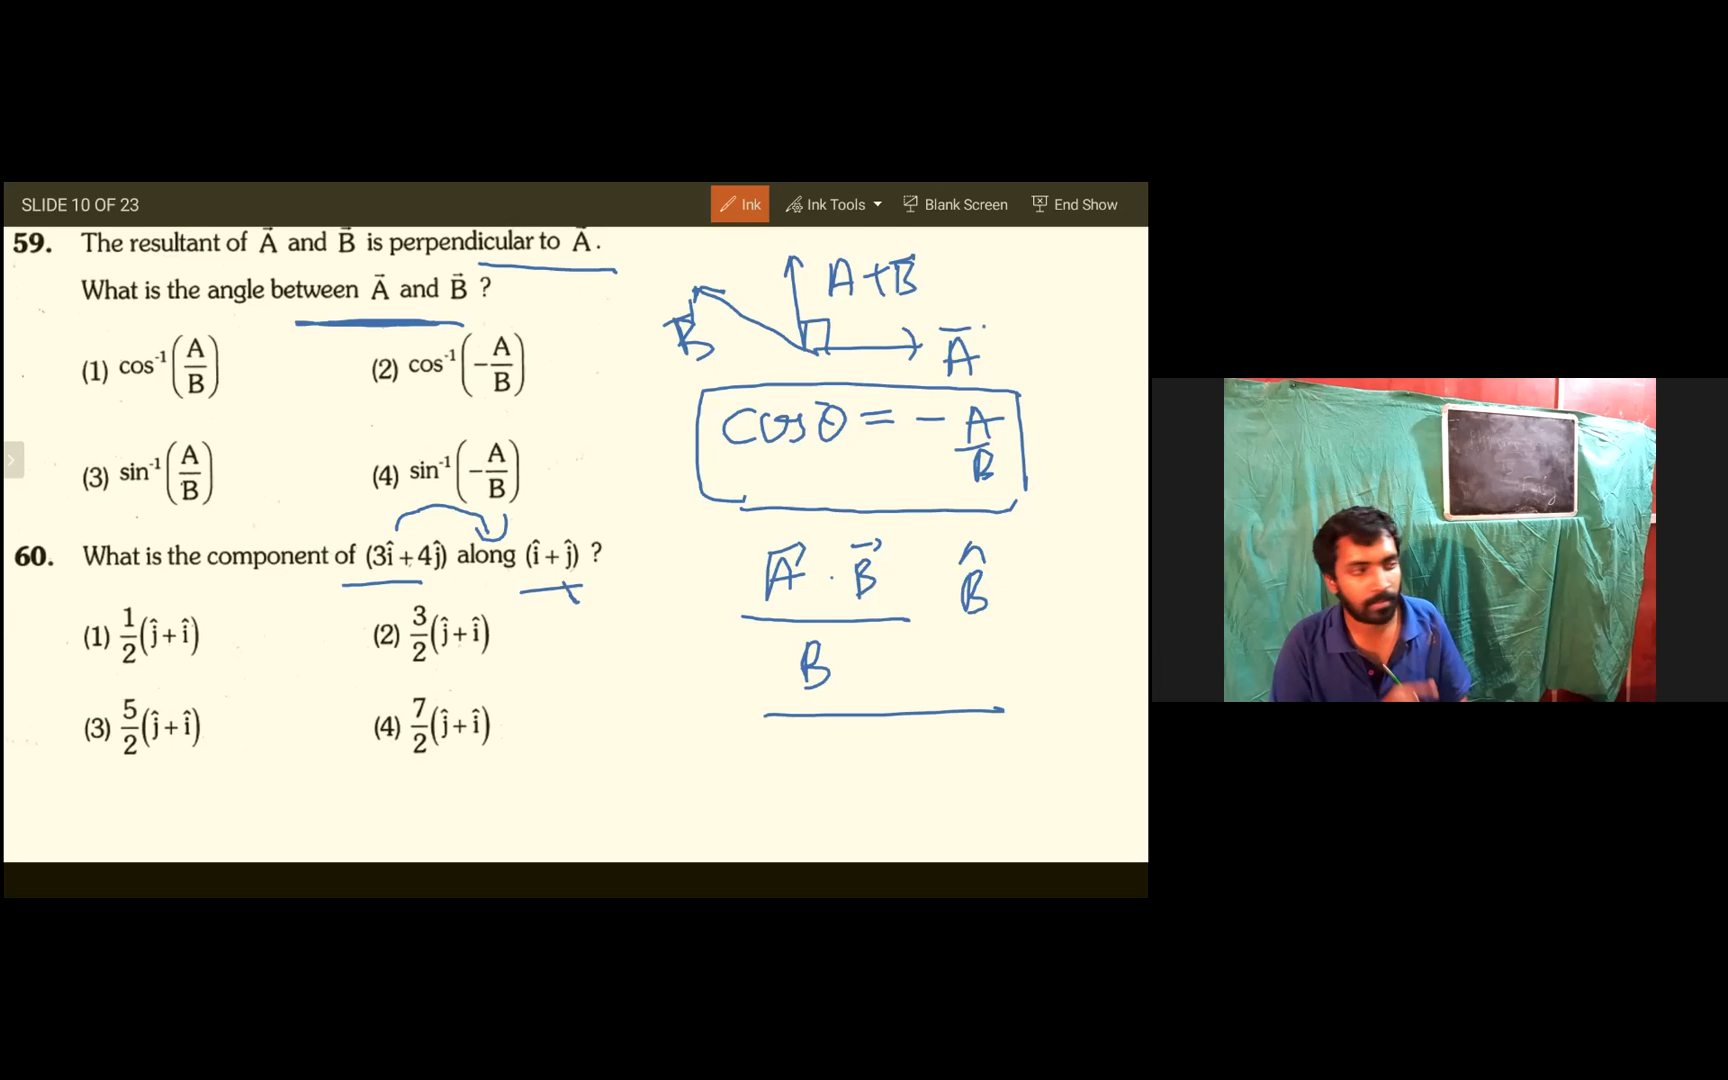 SLIDE 10 OF 23
Ink
Ink Tools
Blank Screen
End Show
59. The resultant of A⃗ and B⃗ is perpendicular to A⃗.
What is the angle between A⃗ and B⃗ ?
(1) cos⁻¹(A/B) (2) cos⁻¹(−A/B)
(3) sin⁻¹(A/B) (4) sin⁻¹(−A/B)
60. What is the component of (3î + 4ĵ) along (î + ĵ) ?
(1) 1/2(ĵ + î) (2) 3/2(ĵ + î)
(3) 5/2(ĵ + î) (4) 7/2(ĵ + î)
A + B̅
B
A̅
cosθ = − A/B
A⃗ . B⃗ B̂
B